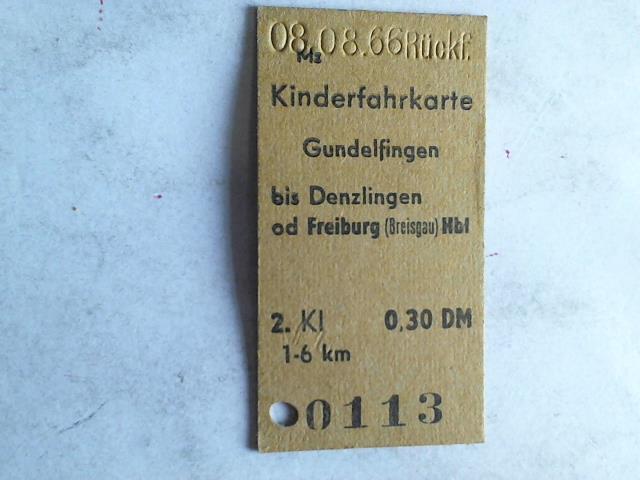 08.08.66 Rückf.
Mz
Kinderfahrkarte
Gundelfingen
bis Denzlingen
od Freiburg (Breisgau) Hbf
2. Kl 0,30 DM
1-6 km
0113